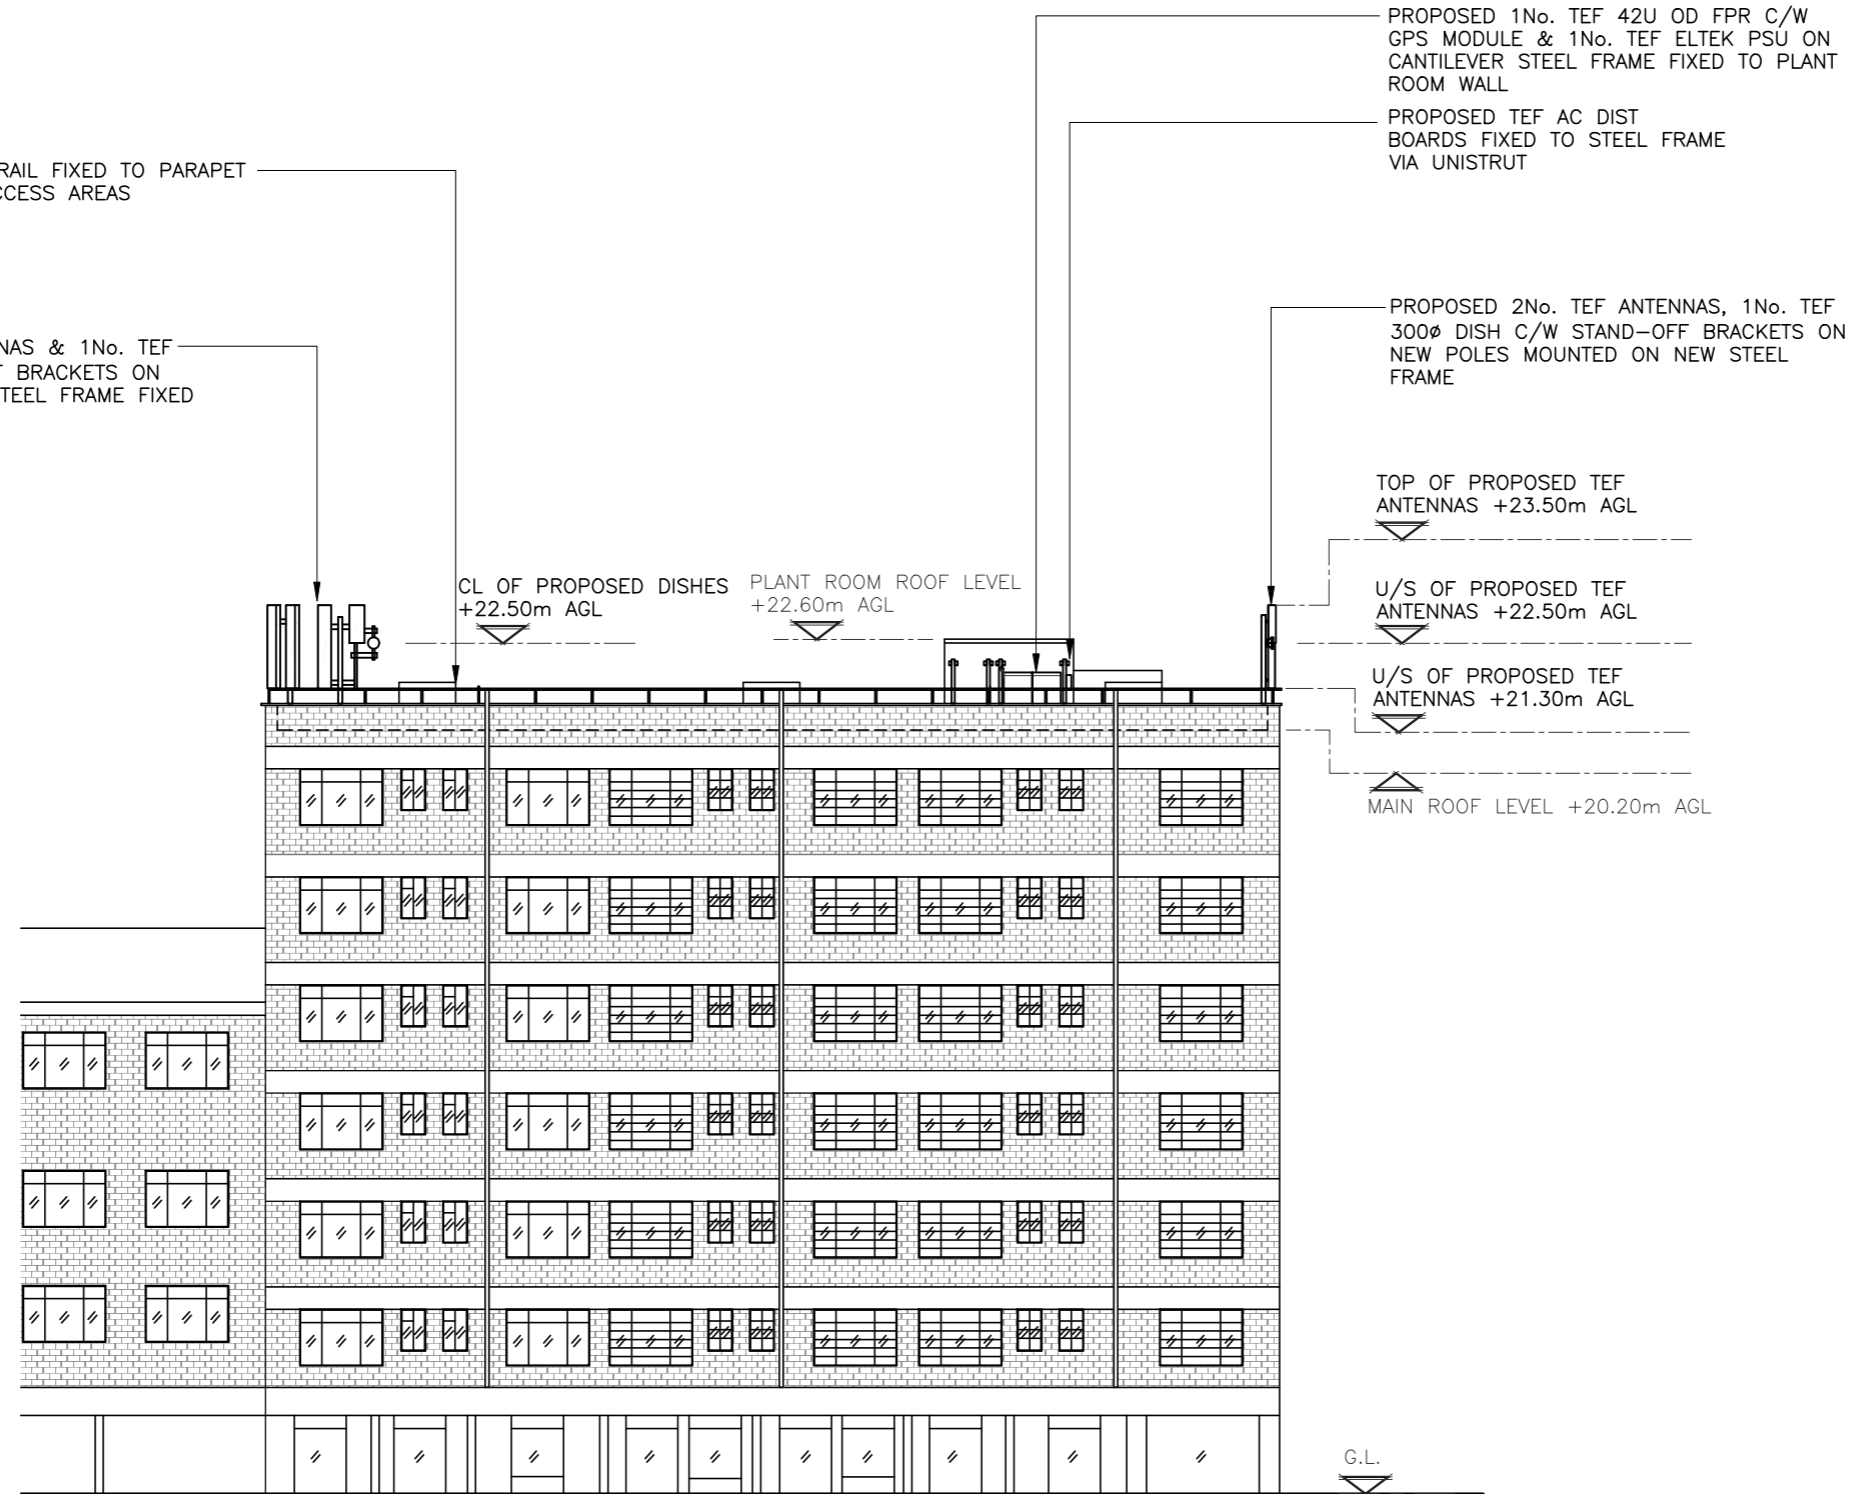 PROPOSED 1No. TEF 42U OD FPR C/W
GPS MODULE & 1No. TEF ELTEK PSU ON
CANTILEVER STEEL FRAME FIXED TO PLANT
ROOM WALL
PROPOSED TEF AC DIST
BOARDS FIXED TO STEEL FRAME
VIA UNISTRUT
RAIL FIXED TO PARAPET
CCESS AREAS
NAS & 1No. TEF
T BRACKETS ON
STEEL FRAME FIXED
PROPOSED 2No. TEF ANTENNAS, 1No. TEF
300ø DISH C/W STAND-OFF BRACKETS ON
NEW POLES MOUNTED ON NEW STEEL
FRAME
TOP OF PROPOSED TEF
ANTENNAS +23.50m AGL
CL OF PROPOSED DISHES
+22.50m AGL
PLANT ROOM ROOF LEVEL
+22.60m AGL
U/S OF PROPOSED TEF
ANTENNAS +22.50m AGL
U/S OF PROPOSED TEF
ANTENNAS +21.30m AGL
MAIN ROOF LEVEL +20.20m AGL
G.L.